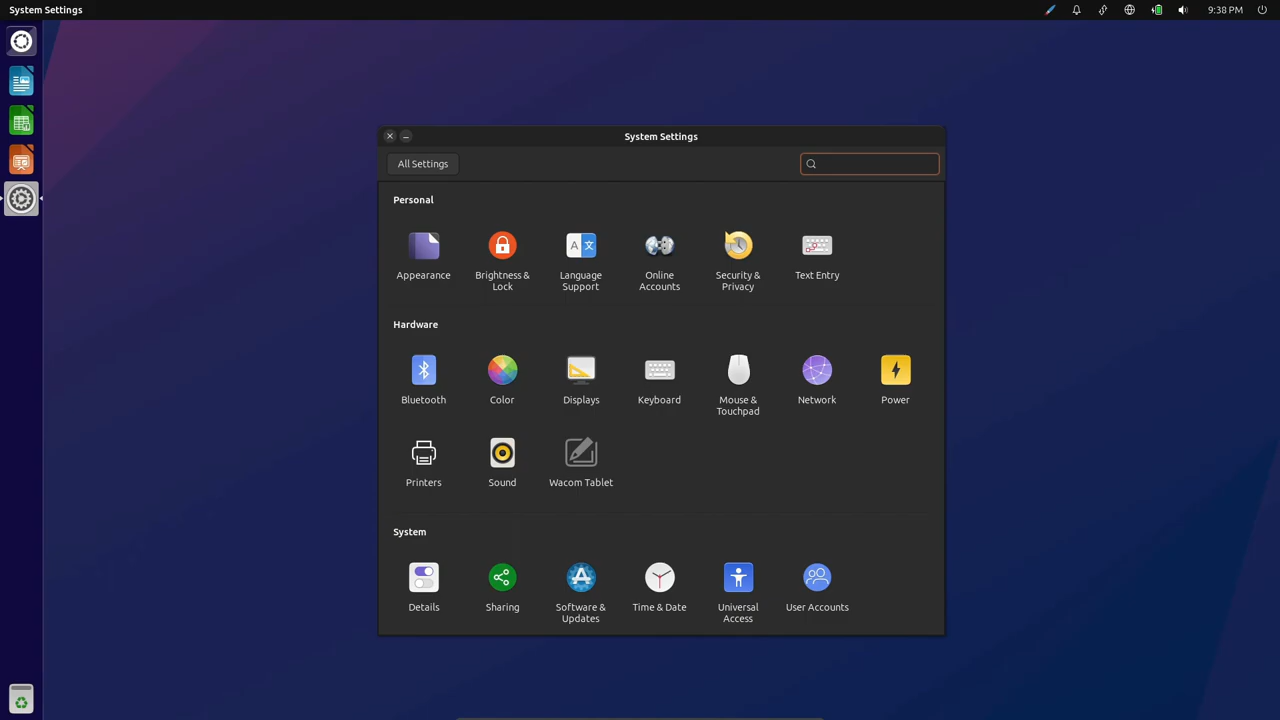 System Settings
9:38 PM
System Settings
All Settings
Personal
Appearance
Brightness &
Lock
Language
Support
Online
Accounts
Security &
Privacy
Text Entry
Hardware
Bluetooth
Color
Displays
Keyboard
Mouse &
Touchpad
Network
Power
Printers
Sound
Wacom Tablet
System
Details
Sharing
Software &
Updates
Time & Date
Universal
Access
User Accounts